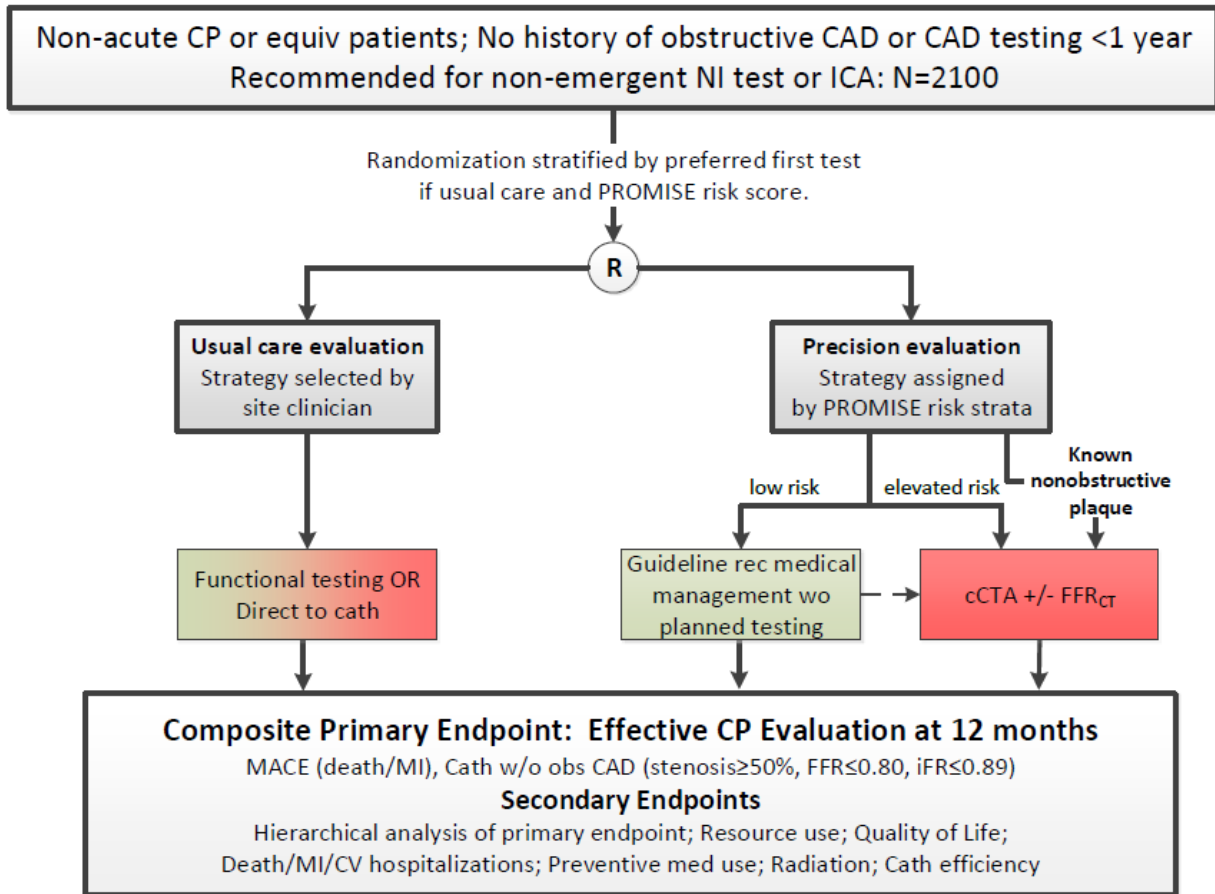 Non-acute CP or equiv patients; No history of obstructive CAD or CAD testing <1 year
Recommended for non-emergent NI test or ICA: N=2100
Randomization stratified by preferred first test
if usual care and PROMISE risk score.
R
Usual care evaluation
Strategy selected by
site clinician
Precision evaluation
Strategy assigned
by PROMISE risk strata
low risk
elevated risk
Known
nonobstructive
plaque
Functional testing OR
Direct to cath
Guideline rec medical
management wo
planned testing
cCTA +/- FFRCT
Composite Primary Endpoint: Effective CP Evaluation at 12 months
MACE (death/MI), Cath w/o obs CAD (stenosis≥50%, FFR≤0.80, iFR≤0.89)
Secondary Endpoints
Hierarchical analysis of primary endpoint; Resource use; Quality of Life;
Death/MI/CV hospitalizations; Preventive med use; Radiation; Cath efficiency